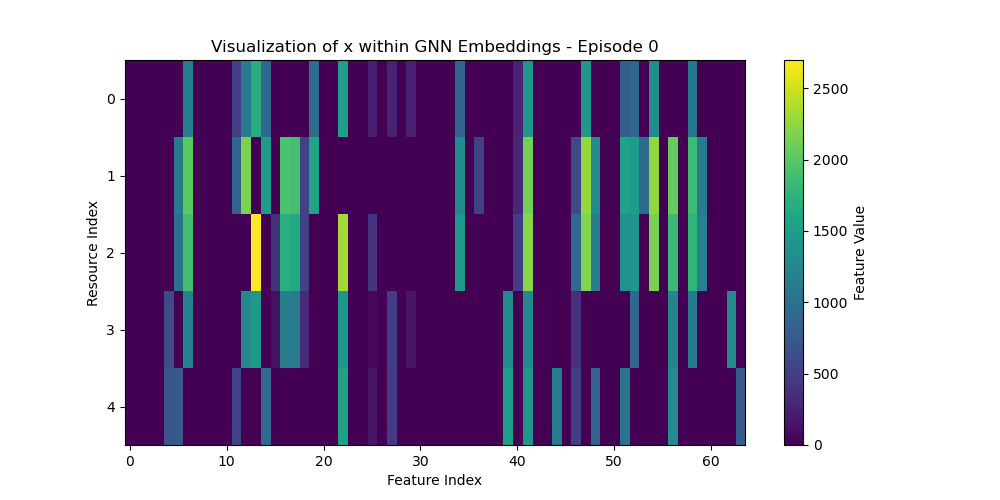 Visualization of x within GNN Embeddings - Episode 0
Resource Index
0
1
2
3
4
0 10 20 30 40 50 60
Feature Index
2500
2000
1500
1000
500
0
Feature Value